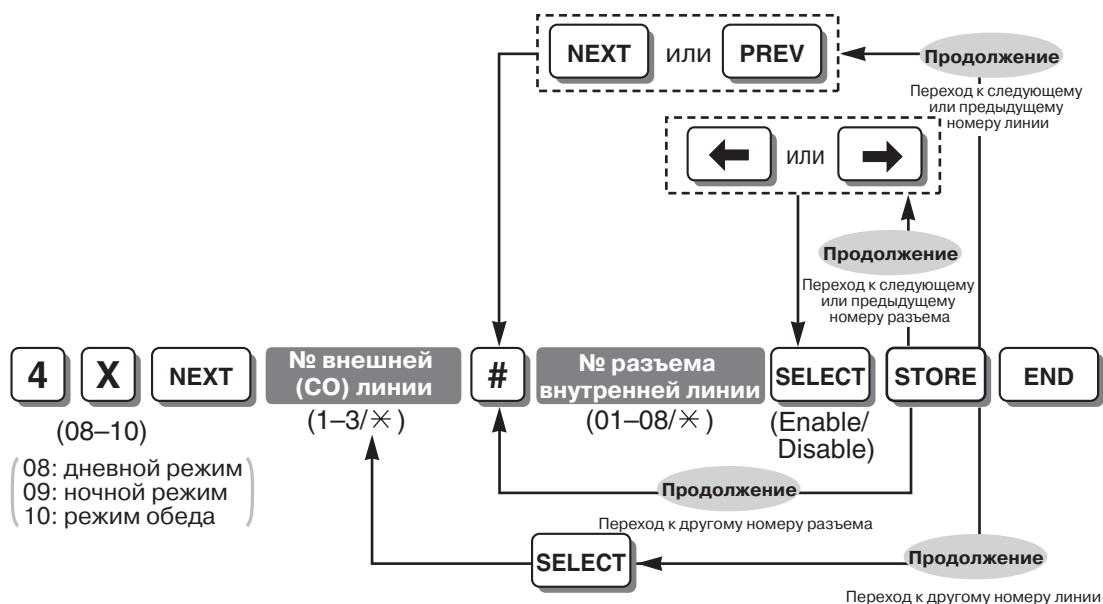 NEXT или PREV
Продолжение
Переход к следующему
или предыдущему
номеру линии
← или →
Продолжение
Переход к следующему
или предыдущему
номеру разъема
4 X NEXT № внешней (CO) линии # № разъема внутренней линии SELECT STORE END
(08–10)
(1–3/✳)
(01–08/✳)
(Enable/
Disable)
08: дневной режим
09: ночной режим
10: режим обеда
Продолжение
Переход к другому номеру разъема
SELECT
Продолжение
Переход к другому номеру линии